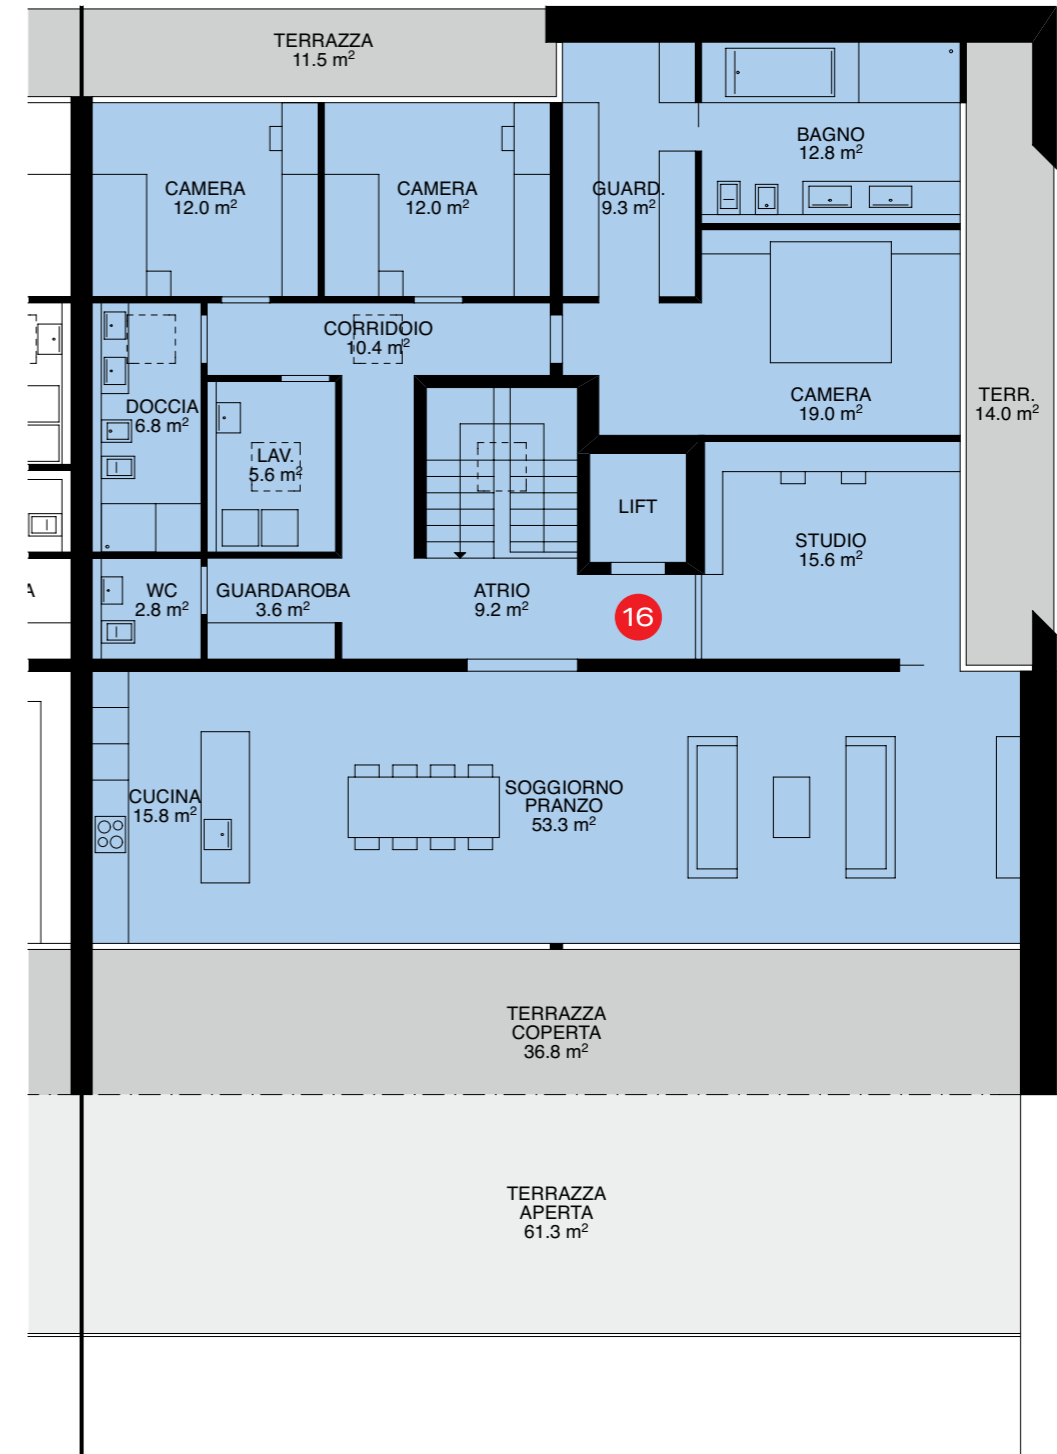 TERRAZZA
11.5 m²
BAGNO
12.8 m²
CAMERA
12.0 m²
CAMERA
12.0 m²
GUARD.
9.3 m²
CORRIDOIO
10.4 m²
CAMERA
19.0 m²
TERR.
14.0 m²
DOCCIA
6.8 m²
LAV.
5.6 m²
LIFT
STUDIO
15.6 m²
A
WC
2.8 m²
GUARDAROBA
3.6 m²
ATRIO
9.2 m²
16
CUCINA
15.8 m²
SOGGIORNO
PRANZO
53.3 m²
TERRAZZA
COPERTA
36.8 m²
TERRAZZA
APERTA
61.3 m²